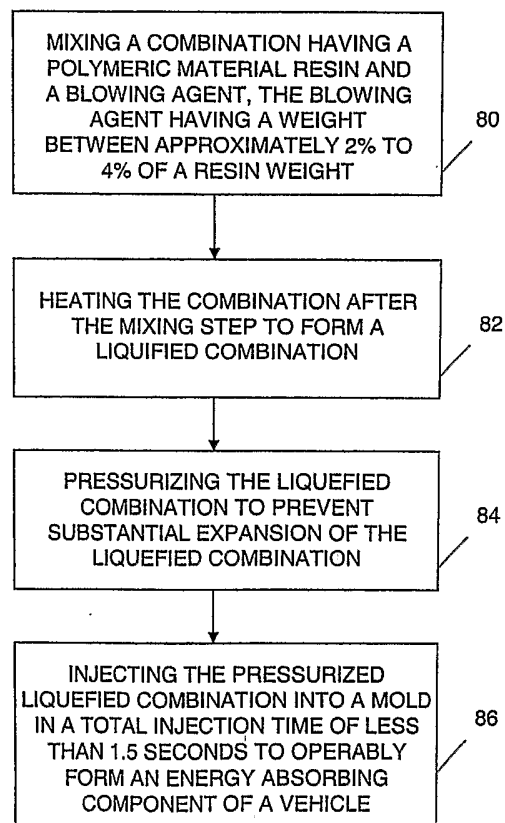 MIXING A COMBINATION HAVING A
POLYMERIC MATERIAL RESIN AND
A BLOWING AGENT, THE BLOWING
AGENT HAVING A WEIGHT
BETWEEN APPROXIMATELY 2% TO
4% OF A RESIN WEIGHT
80
HEATING THE COMBINATION AFTER
THE MIXING STEP TO FORM A
LIQUIFIED COMBINATION
82
PRESSURIZING THE LIQUEFIED
COMBINATION TO PREVENT
SUBSTANTIAL EXPANSION OF THE
LIQUEFIED COMBINATION
84
INJECTING THE PRESSURIZED
LIQUEFIED COMBINATION INTO A MOLD
IN A TOTAL INJECTION TIME OF LESS
THAN 1.5 SECONDS TO OPERABLY
FORM AN ENERGY ABSORBING
COMPONENT OF A VEHICLE
86